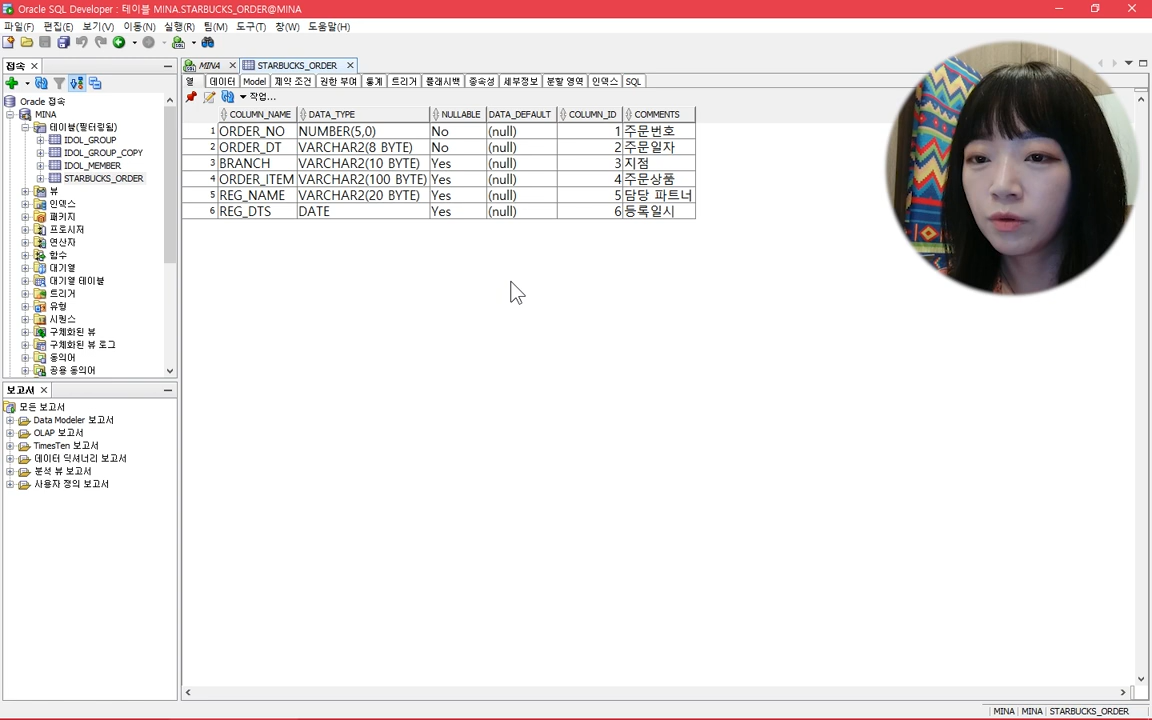 Oracle SQL Developer : 테이블 MINA.STARBUCKS_ORDER@MINA
파일(F) 편집(E) 보기(V) 이동(N) 실행(R) 팀(M) 도구(T) 창(W) 도움말(H)
접속
Oracle 접속
MINA
테이블(필터링됨)
IDOL_GROUP
IDOL_GROUP_COPY
IDOL_MEMBER
STARBUCKS_ORDER
뷰
인덱스
패키지
프로시저
연산자
함수
대기열
대기열 테이블
트리거
유형
시퀀스
구체화된 뷰
구체화된 뷰 로그
동의어
공용 동의어
보고서
모든 보고서
Data Modeler 보고서
OLAP 보고서
TimesTen 보고서
데이터 딕셔너리 보고서
분석 뷰 보고서
사용자 정의 보고서
MINA STARBUCKS_ORDER
열 데이터 Model 제약 조건 권한 부여 통계 트리거 플래시백 종속성 세부정보 분할 영역 인덱스 SQL
작업...
COLUMN_NAME DATA_TYPE NULLABLE DATA_DEFAULT COLUMN_ID COMMENTS
1 ORDER_NO NUMBER(5,0) No (null) 1 주문번호
2 ORDER_DT VARCHAR2(8 BYTE) No (null) 2 주문일자
3 BRANCH VARCHAR2(10 BYTE) Yes (null) 3 지점
4 ORDER_ITEM VARCHAR2(100 BYTE) Yes (null) 4 주문상품
5 REG_NAME VARCHAR2(20 BYTE) Yes (null) 5 담당 파트너
6 REG_DTS DATE Yes (null) 6 등록일시
MINA MINA STARBUCKS_ORDER